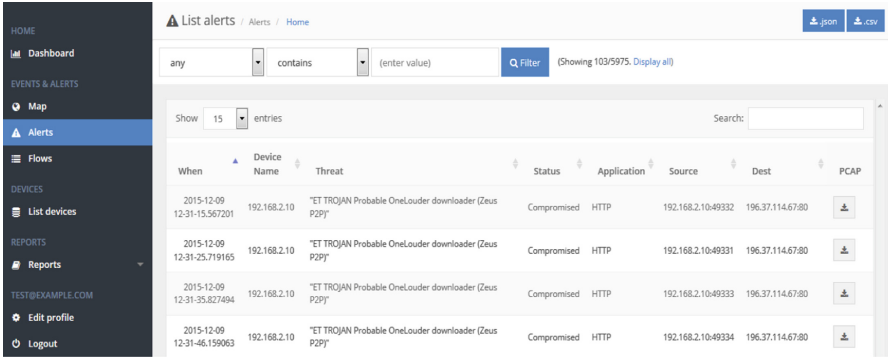 HOME
Dashboard
EVENTS & ALERTS
Map
Alerts
Flows
DEVICES
List devices
REPORTS
Reports
TEST@EXAMPLE.COM
Edit profile
Logout
List alerts / Alerts / Home
.json .csv
any contains (enter value) Filter (Showing 103/5975. Display all)
Show 15 entries Search:
When Device Name Threat Status Application Source Dest PCAP
2015-12-09
12-31-15.567201 192.168.2.10 "ET TROJAN Probable OneLouder downloader (Zeus
P2P)" Compromised HTTP 192.168.2.10:49332 196.37.114.67:80
2015-12-09
12-31-25.719165 192.168.2.10 "ET TROJAN Probable OneLouder downloader (Zeus
P2P)" Compromised HTTP 192.168.2.10:49331 196.37.114.67:80
2015-12-09
12-31-35.827494 192.168.2.10 "ET TROJAN Probable OneLouder downloader (Zeus
P2P)" Compromised HTTP 192.168.2.10:49333 196.37.114.67:80
2015-12-09
12-31-46.159063 192.168.2.10 "ET TROJAN Probable OneLouder downloader (Zeus
P2P)" Compromised HTTP 192.168.2.10:49334 196.37.114.67:80